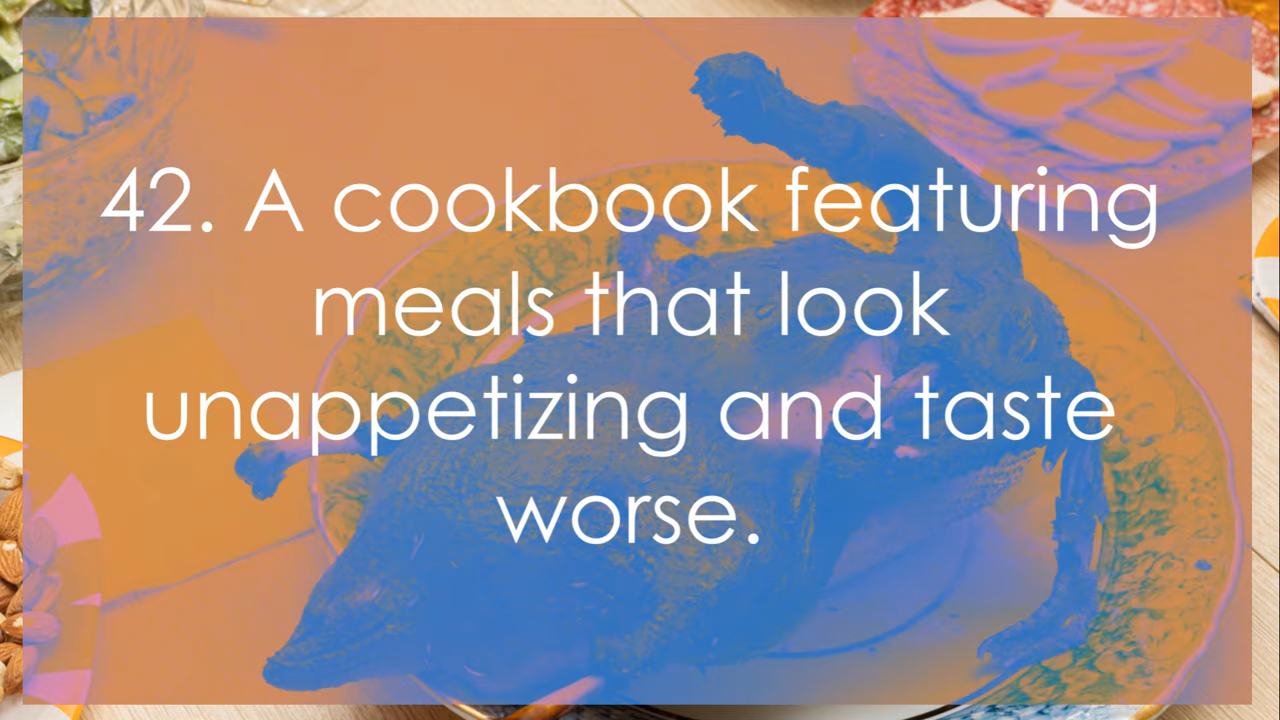 42. A cookbook featuring
meals that look
unappetizing and taste
worse.